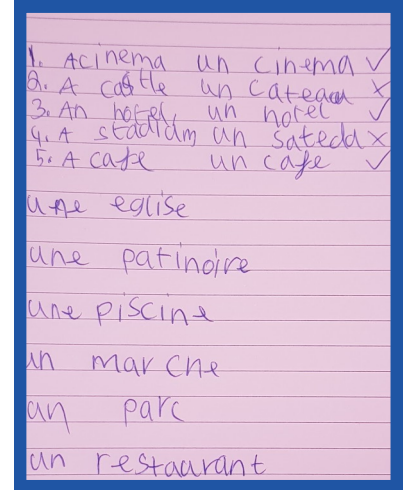 1. A cinema un cinema ✓
2. A castle un cateau ✗
3. An hotel, un hotel ✓
4. A stadium un sateda ✗
5. A cafe un cafe ✓
une eglise
une patinoire
une piscine
un marche
un parc
un restaurant